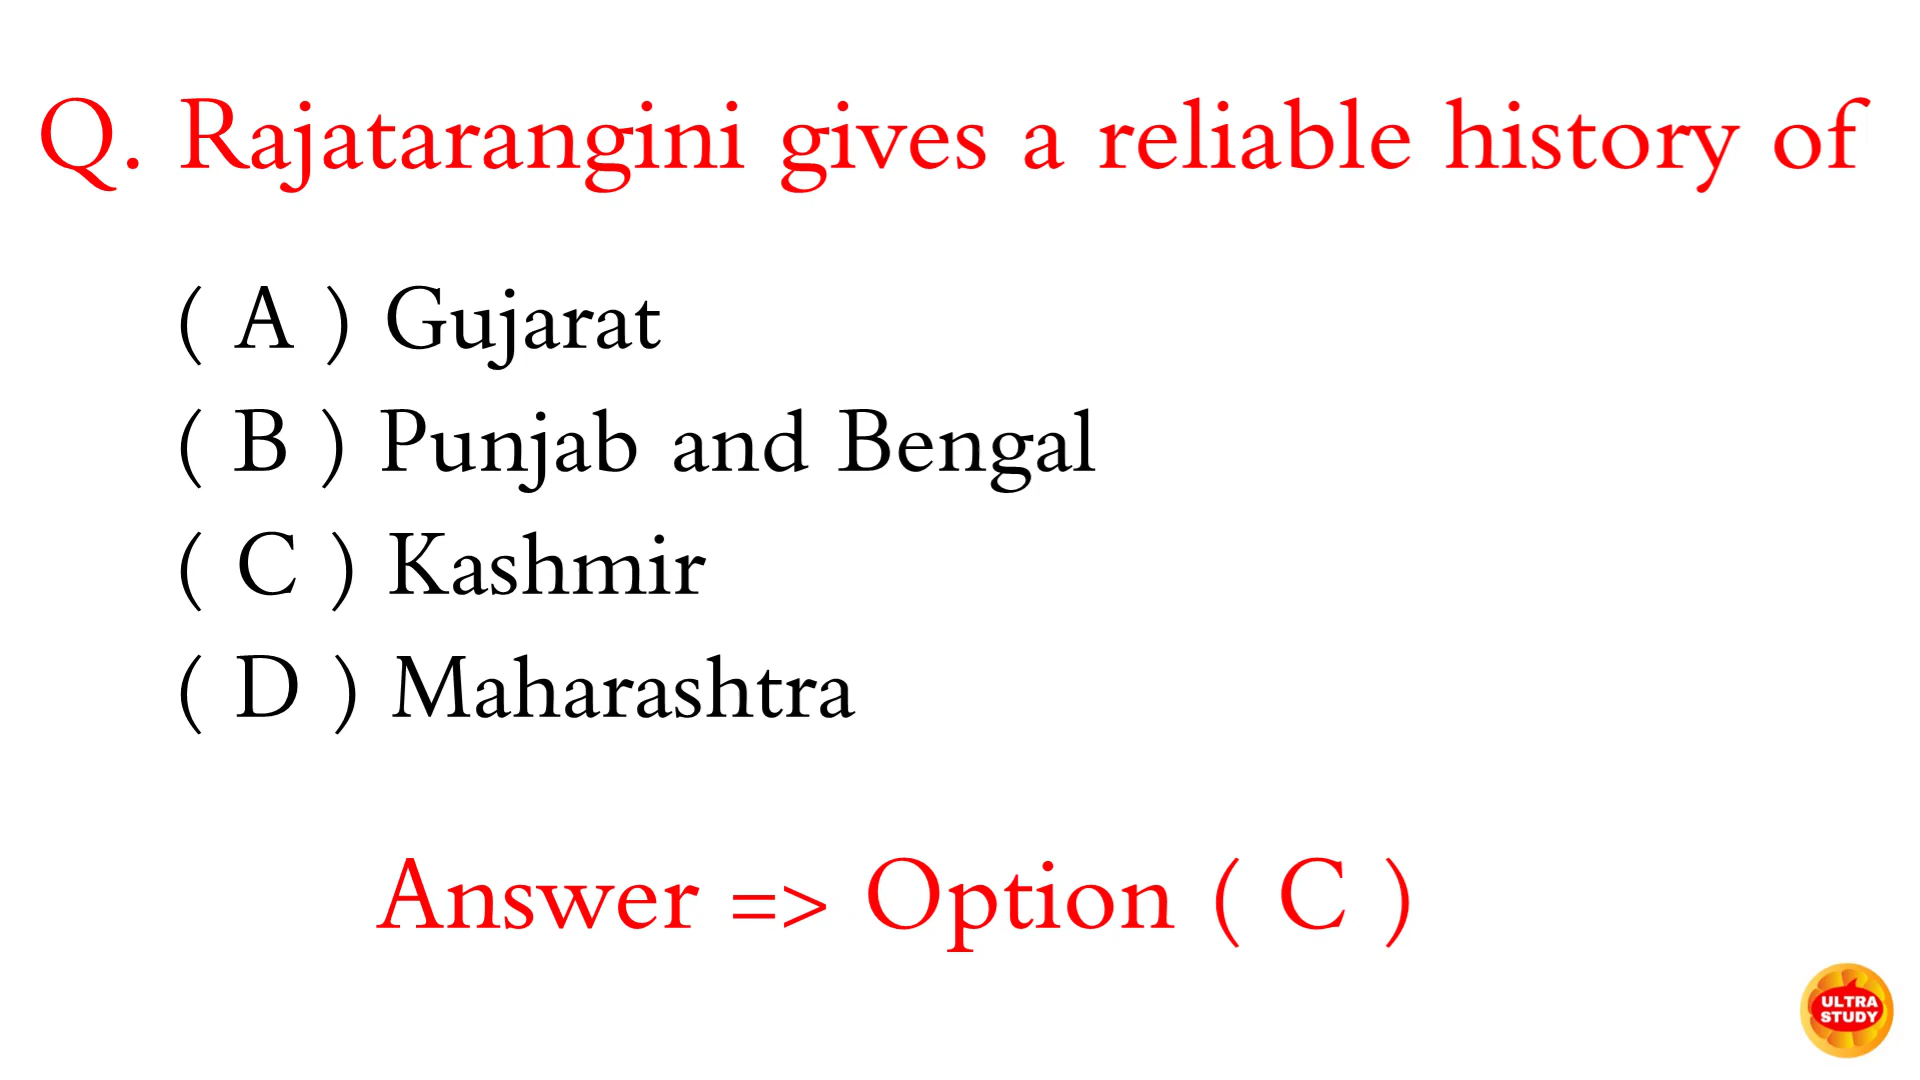 Q. Rajatarangini gives a reliable history of
( A ) Gujarat
( B ) Punjab and Bengal
( C ) Kashmir
( D ) Maharashtra
Answer => Option ( C )
ULTRA
STUDY